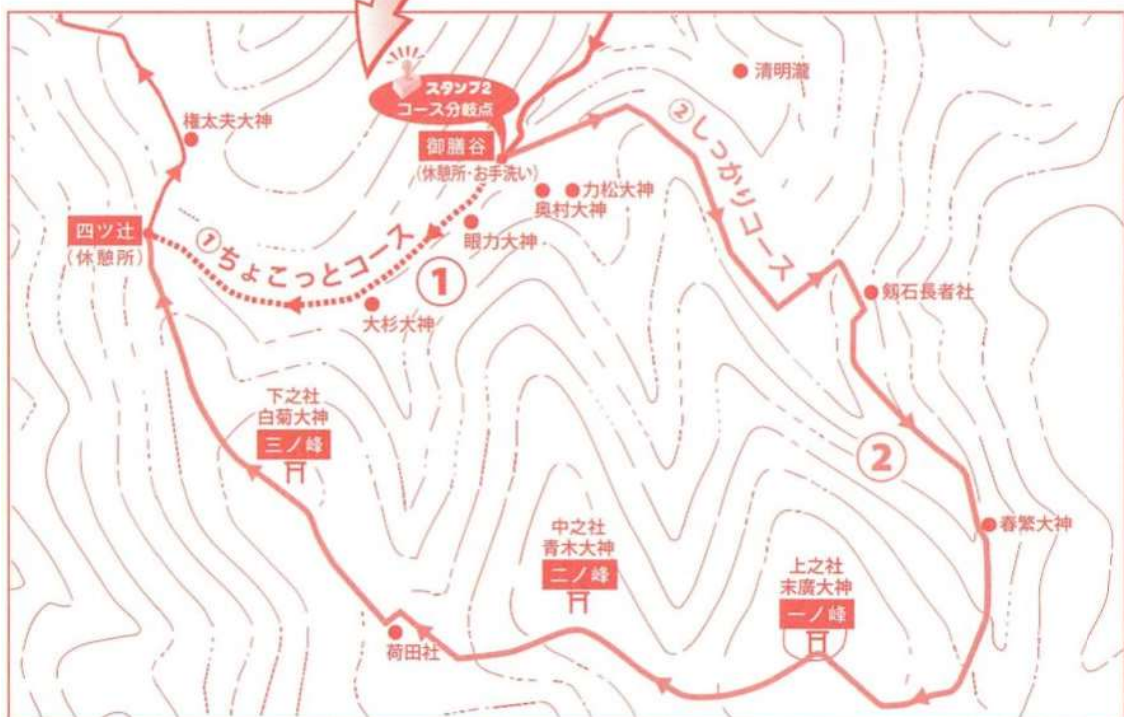 スタンプ2
コース分岐点
清明瀧
権太夫大神
御膳谷
(休憩所・お手洗い)
②しっかりコース
力松大神
奥村大神
四ツ辻
(休憩所)
眼力大神
①ちょこっとコース
①
大杉大神
剱石長者社
下之社
白菊大神
三ノ峰
②
春繁大神
中之社
青木大神
二ノ峰
上之社
末廣大神
一ノ峰
荷田社